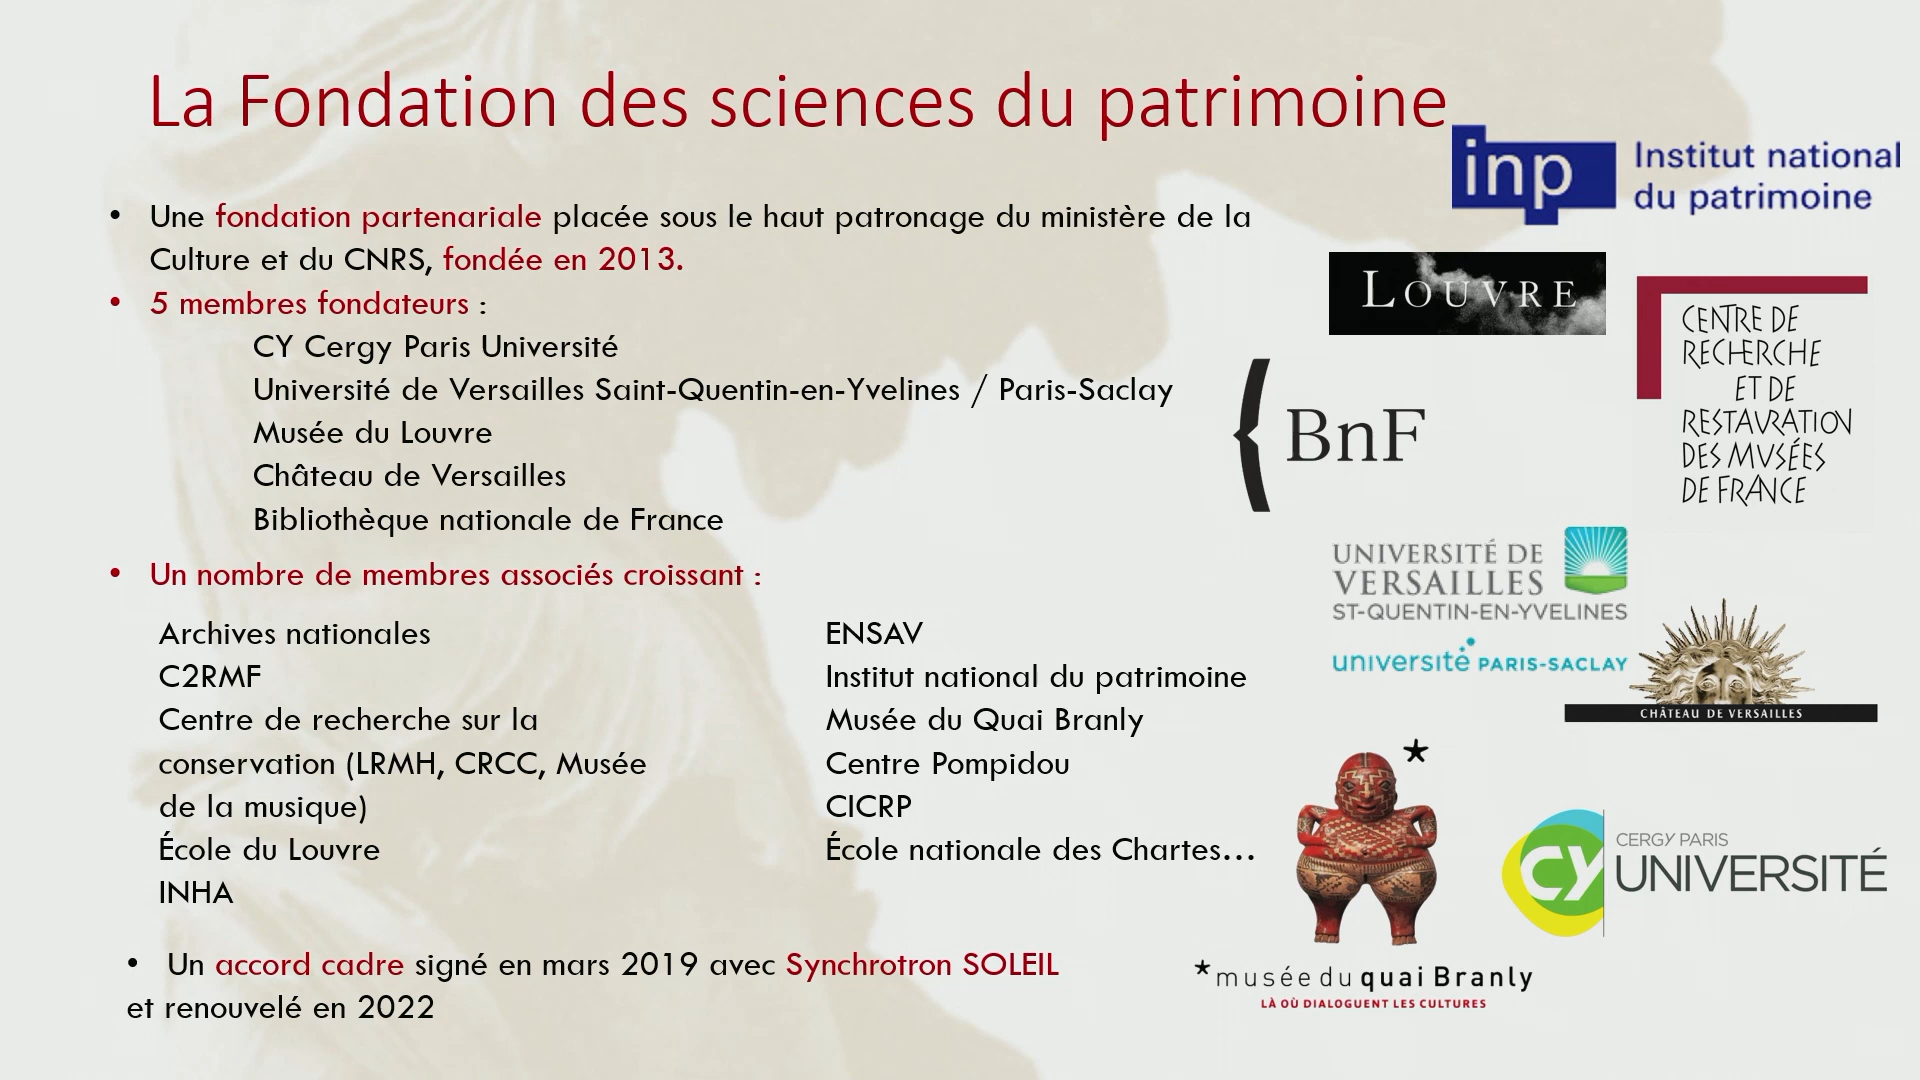 La Fondation des sciences du patrimoine
• Une fondation partenariale placée sous le haut patronage du ministère de la
Culture et du CNRS, fondée en 2013.
• 5 membres fondateurs :
CY Cergy Paris Université
Université de Versailles Saint-Quentin-en-Yvelines / Paris-Saclay
Musée du Louvre
Château de Versailles
Bibliothèque nationale de France
• Un nombre de membres associés croissant :
Archives nationales
C2RMF
Centre de recherche sur la
conservation (LRMH, CRCC, Musée
de la musique)
École du Louvre
INHA
ENSAV
Institut national du patrimoine
Musée du Quai Branly
Centre Pompidou
CICRP
École nationale des Chartes…
• Un accord cadre signé en mars 2019 avec Synchrotron SOLEIL
et renouvelé en 2022
inp
Institut national
du patrimoine
LOUVRE
CENTRE DE
RECHERCHE
ET DE
RESTAVRATION
DES MVSÉES
DE FRANCE
BnF
UNIVERSITÉ DE
VERSAILLES
ST-QUENTIN-EN-YVELINES
université PARIS-SACLAY
CHÂTEAU DE VERSAILLES
*
*musée du quai Branly
LÀ OÙ DIALOGUENT LES CULTURES
CY
CERGY PARIS
UNIVERSITÉ